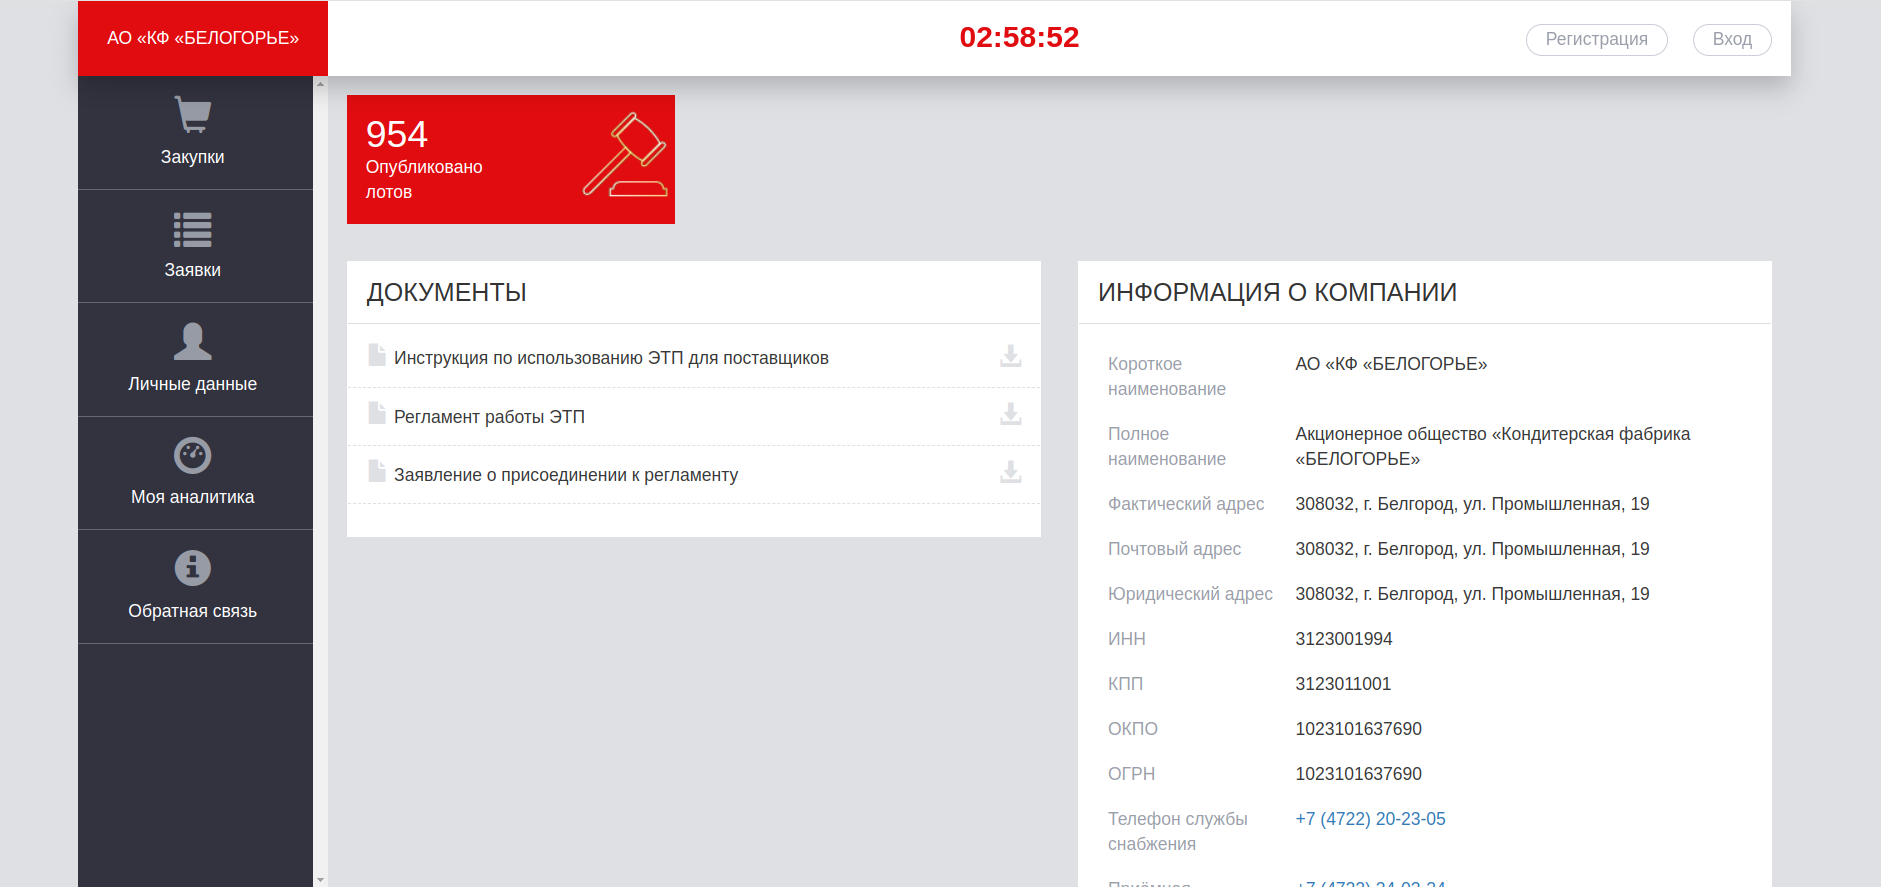 АО «КФ «БЕЛОГОРЬЕ»
02:58:52
Регистрация
Вход
Закупки
Заявки
Личные данные
Моя аналитика
Обратная связь
954
Опубликовано
лотов
ДОКУМЕНТЫ
Инструкция по использованию ЭТП для поставщиков
Регламент работы ЭТП
Заявление о присоединении к регламенту
ИНФОРМАЦИЯ О КОМПАНИИ
Короткое
наименование
АО «КФ «БЕЛОГОРЬЕ»
Полное
наименование
Акционерное общество «Кондитерская фабрика
«БЕЛОГОРЬЕ»
Фактический адрес
308032, г. Белгород, ул. Промышленная, 19
Почтовый адрес
308032, г. Белгород, ул. Промышленная, 19
Юридический адрес
308032, г. Белгород, ул. Промышленная, 19
ИНН
3123001994
КПП
3123011001
ОКПО
1023101637690
ОГРН
1023101637690
Телефон службы
снабжения
+7 (4722) 20-23-05